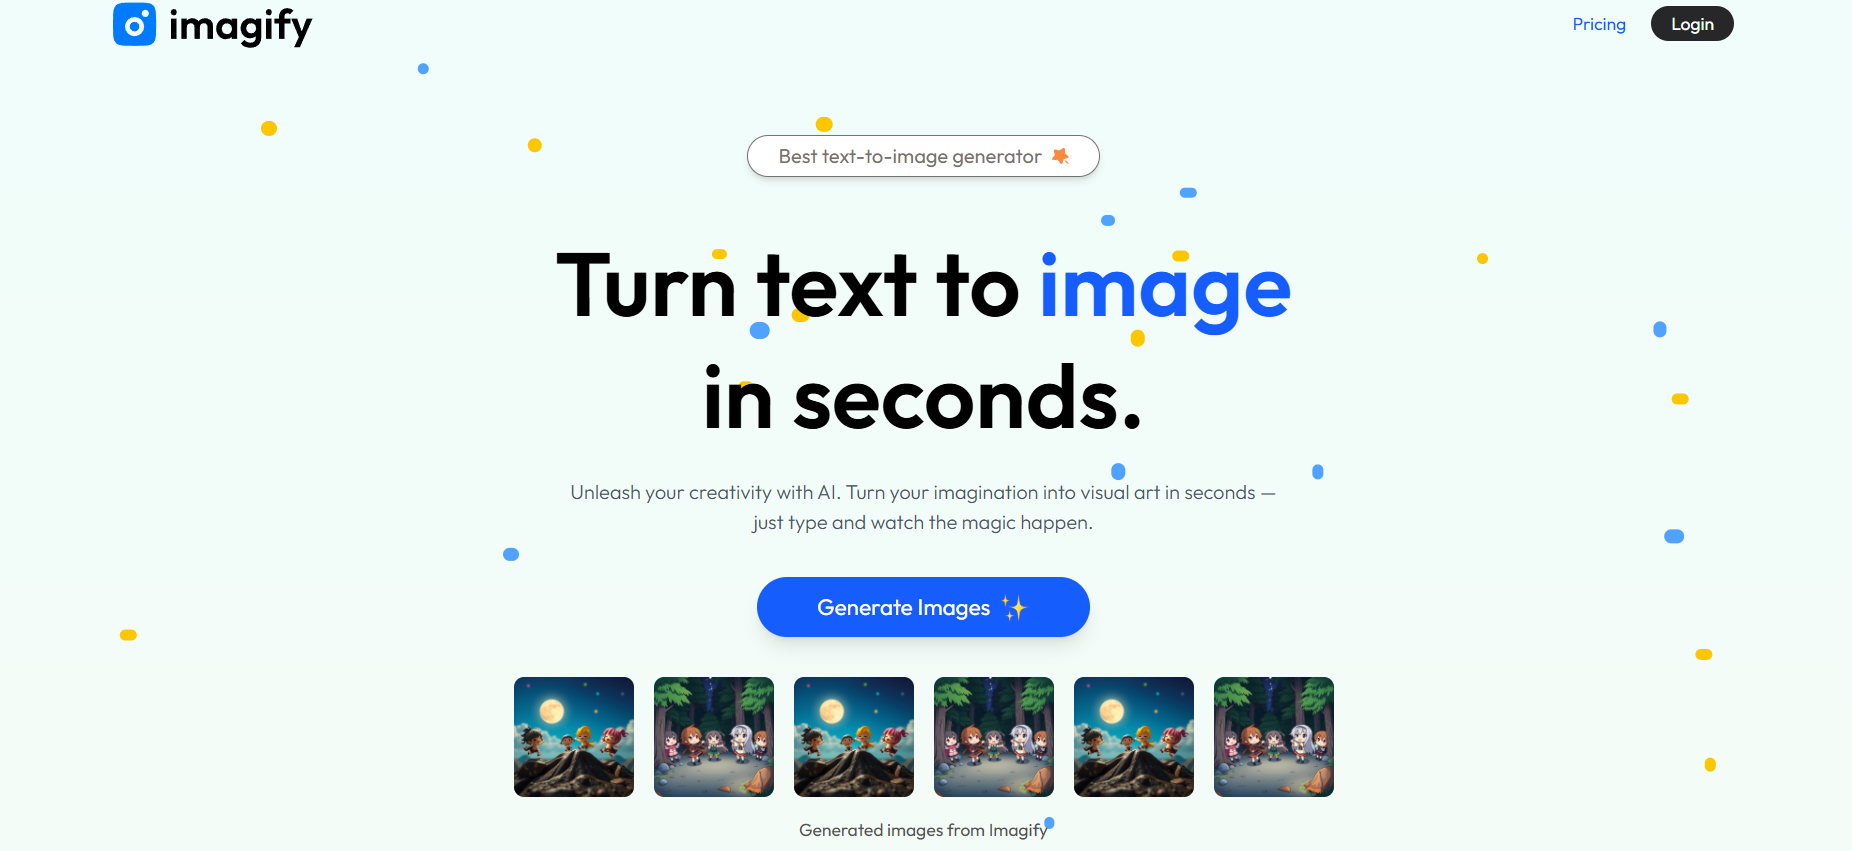 imagify
Pricing
Login
Best text-to-image generator
Turn text to image
in seconds.
Unleash your creativity with AI. Turn your imagination into visual art in seconds —
just type and watch the magic happen.
Generate Images ✨
Generated images from Imagify